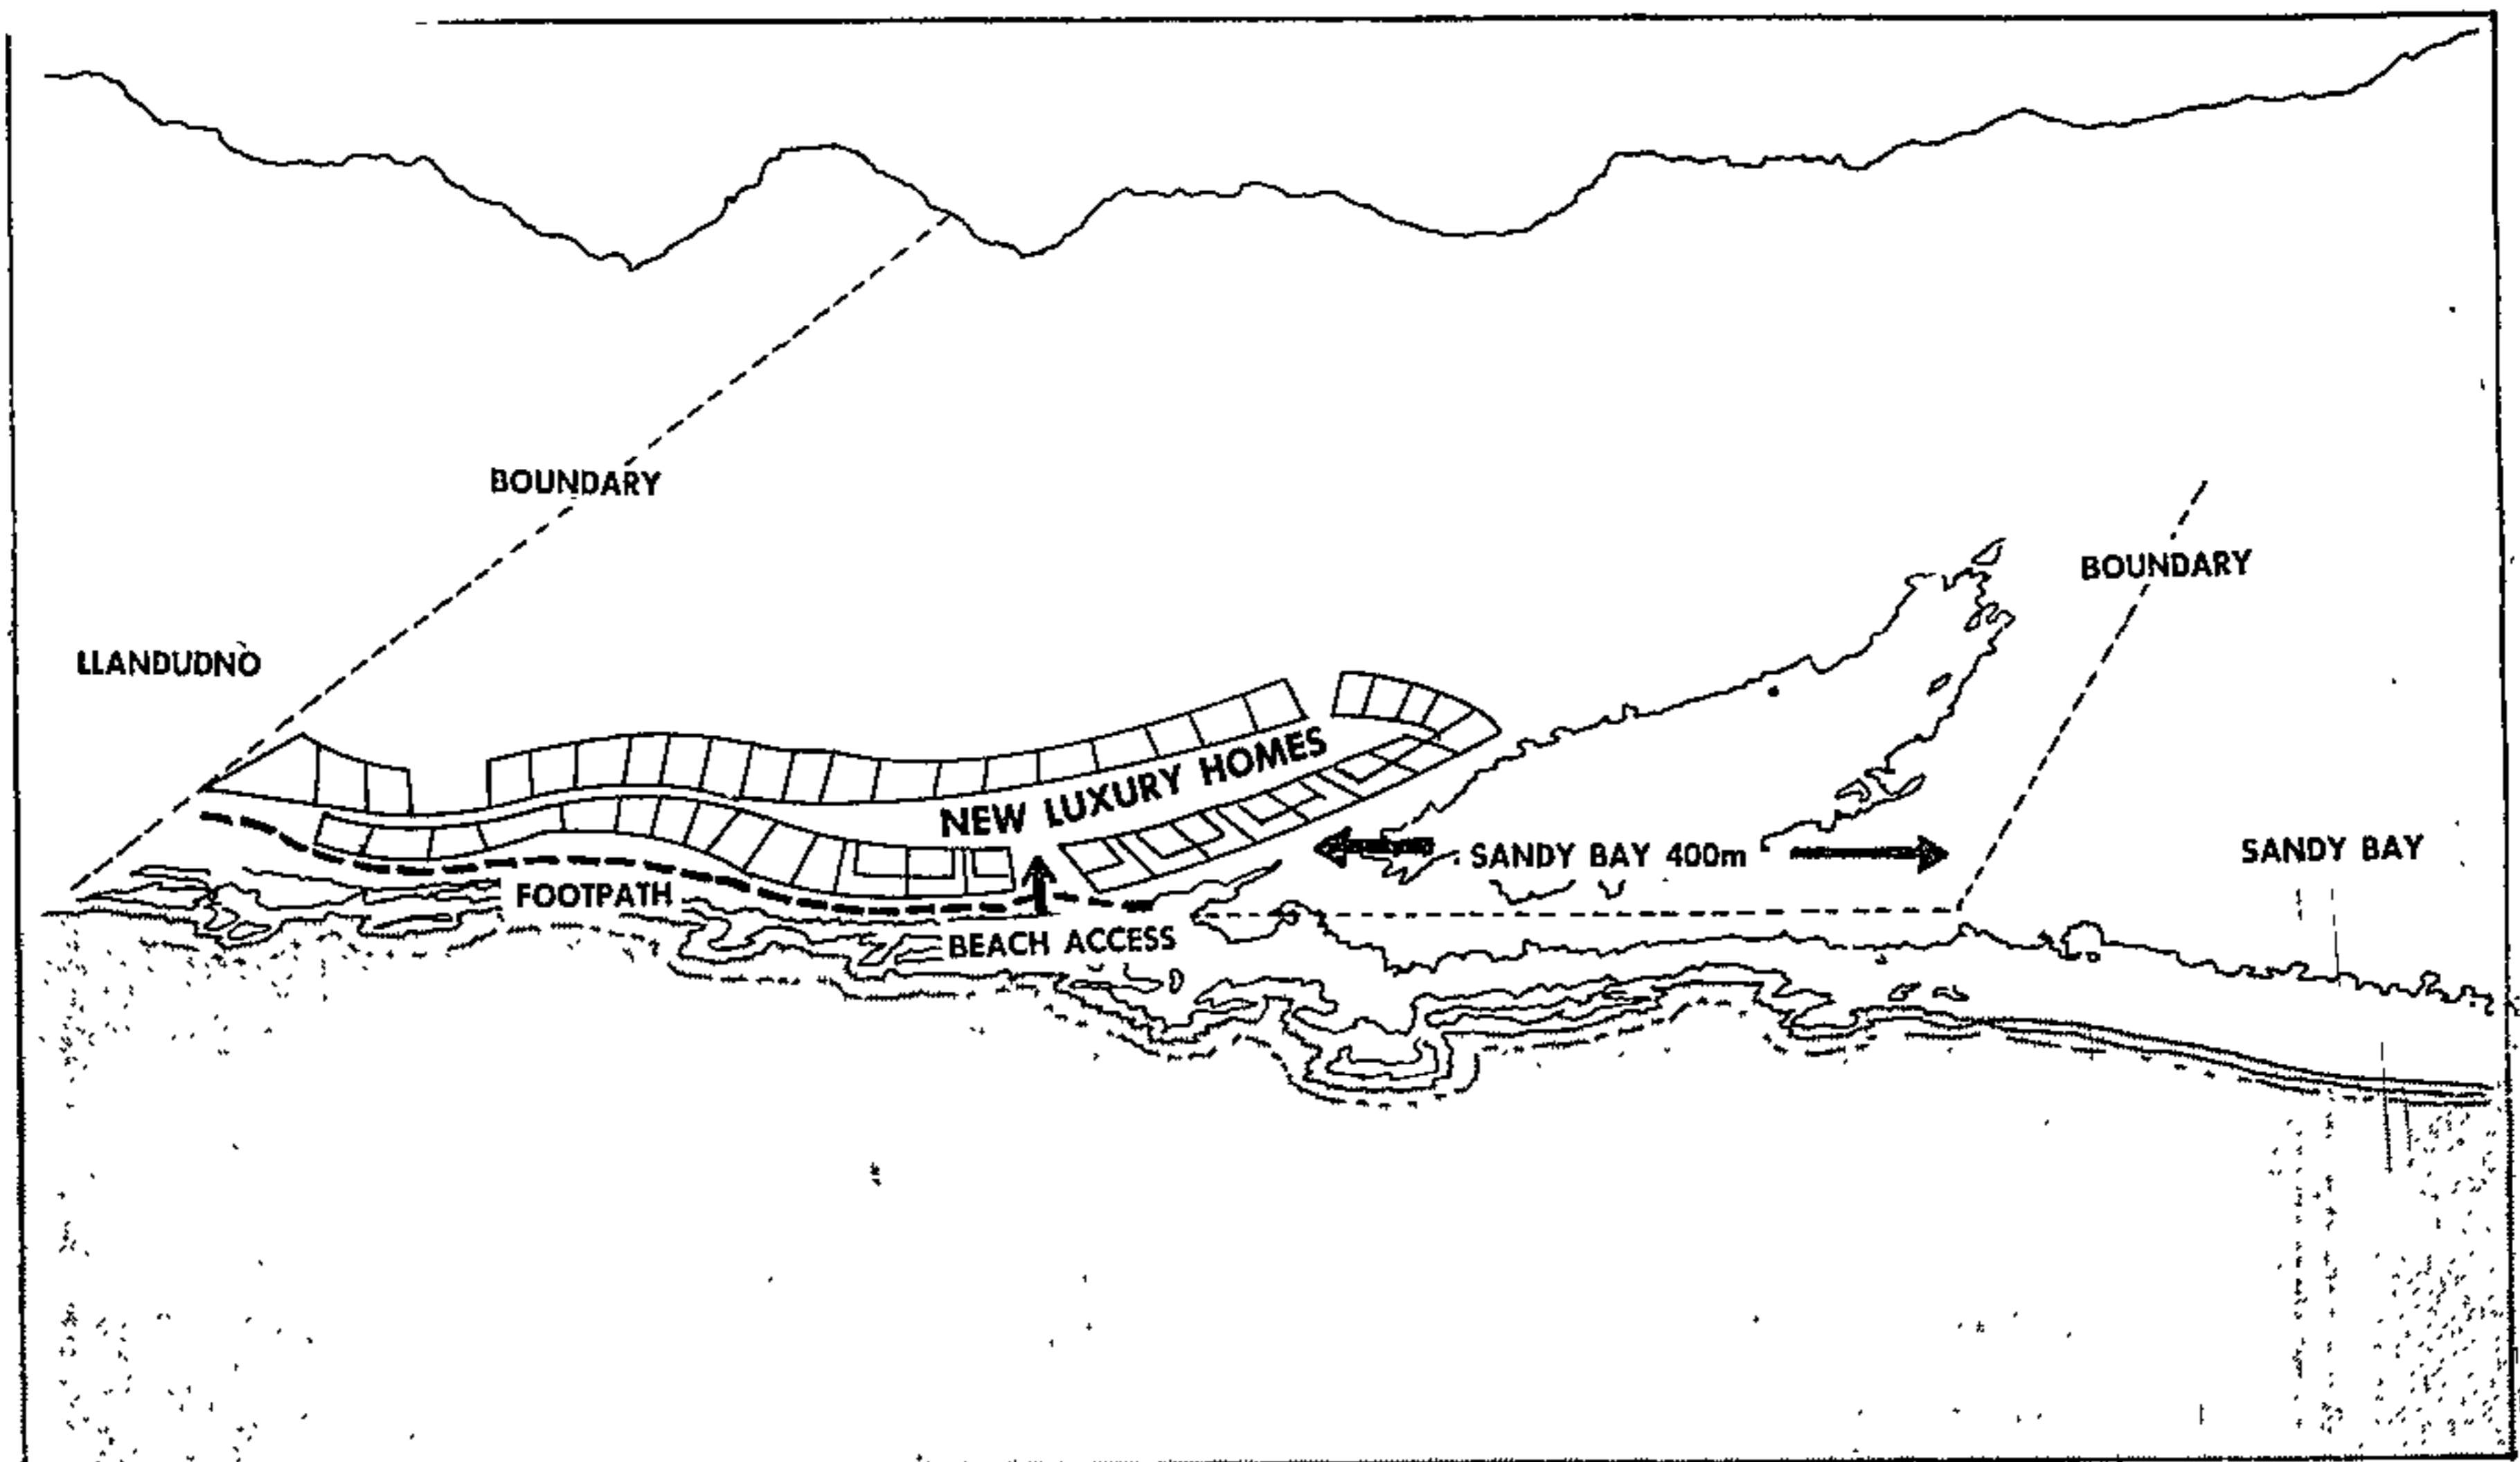 BOUNDARY
BOUNDARY
LLANDUDNO
NEW LUXURY HOMES
SANDY BAY 400m
SANDY BAY
FOOTPATH
BEACH ACCESS